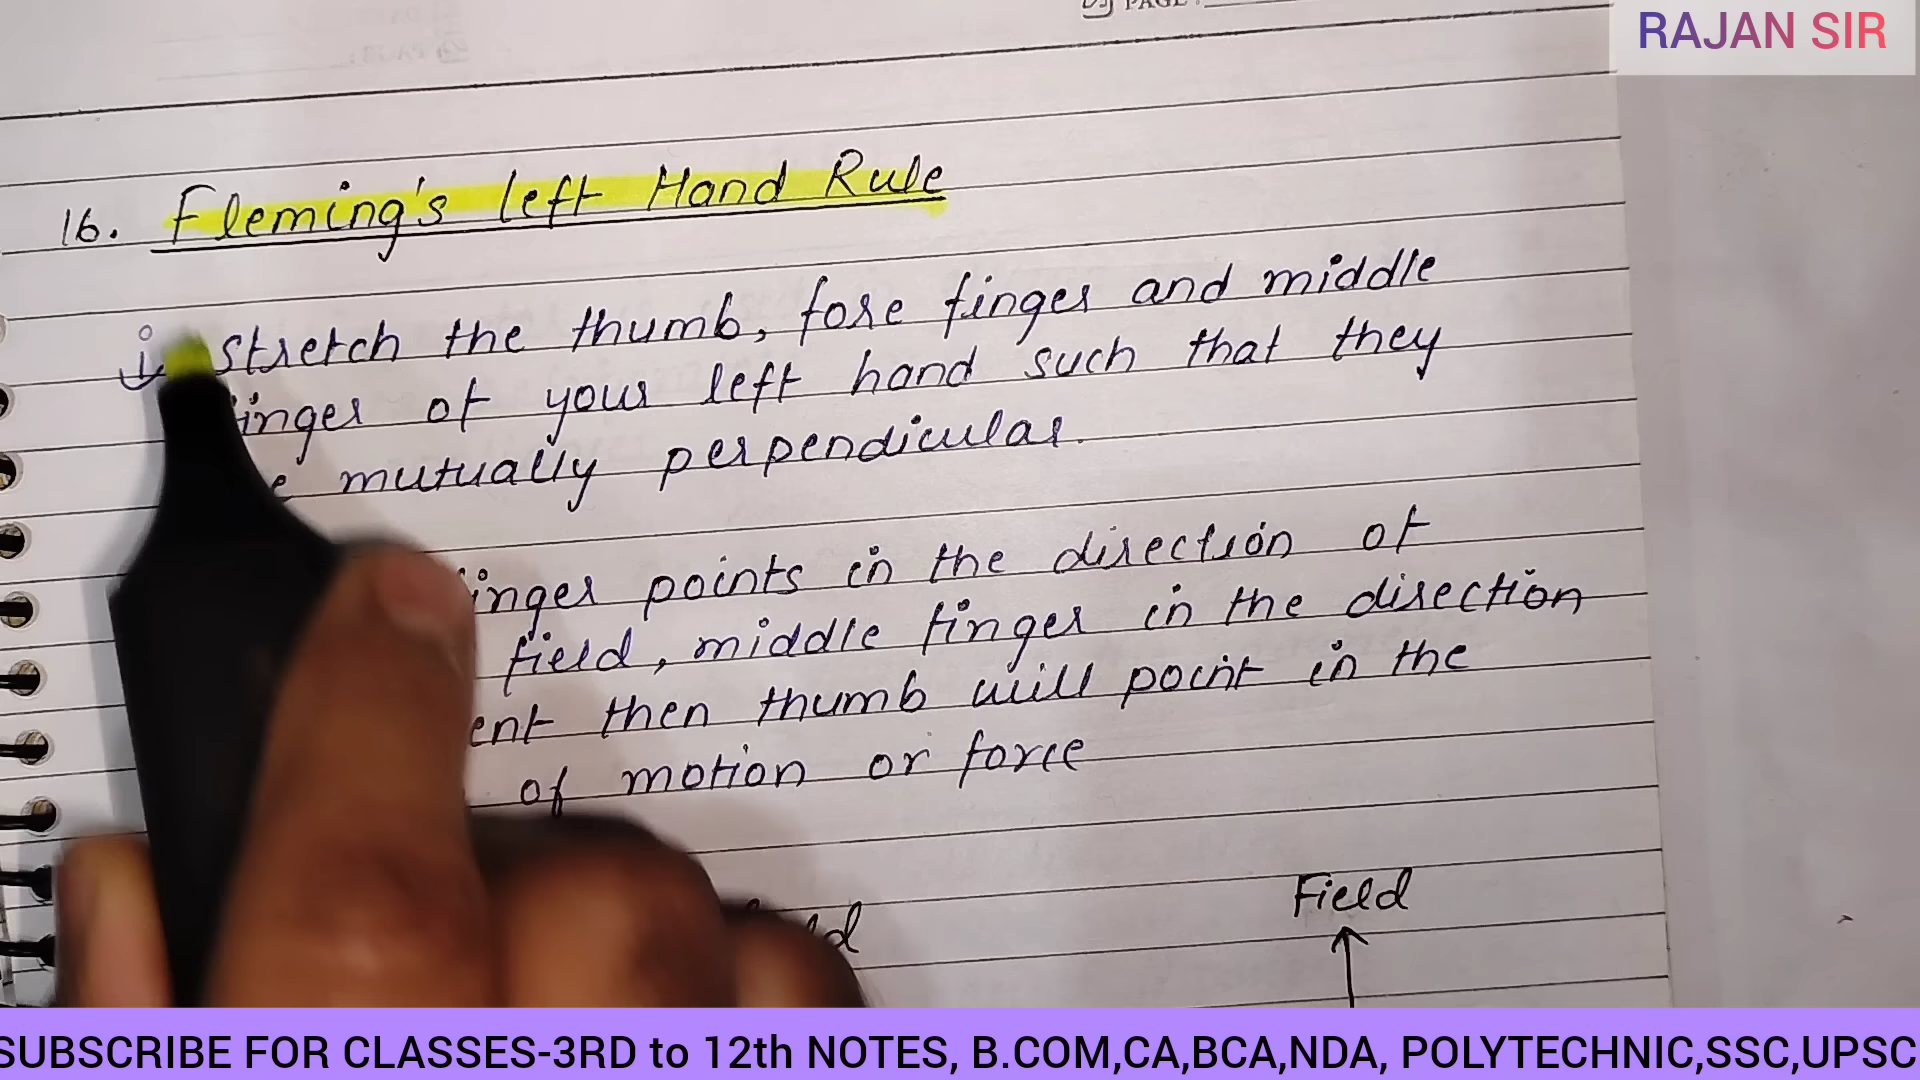 PAGE:
RAJAN SIR
16. Fleming's left Hand Rule
stretch the thumb, fore finger and middle
of your left hand such that they
mutually perpendicular.
points in the direction of
field, middle finger in the direction
then thumb will point in the
of motion or force
Field
SUBSCRIBE FOR CLASSES-3RD to 12th NOTES, B.COM,CA,BCA,NDA, POLYTECHNIC,SSC,UPSC